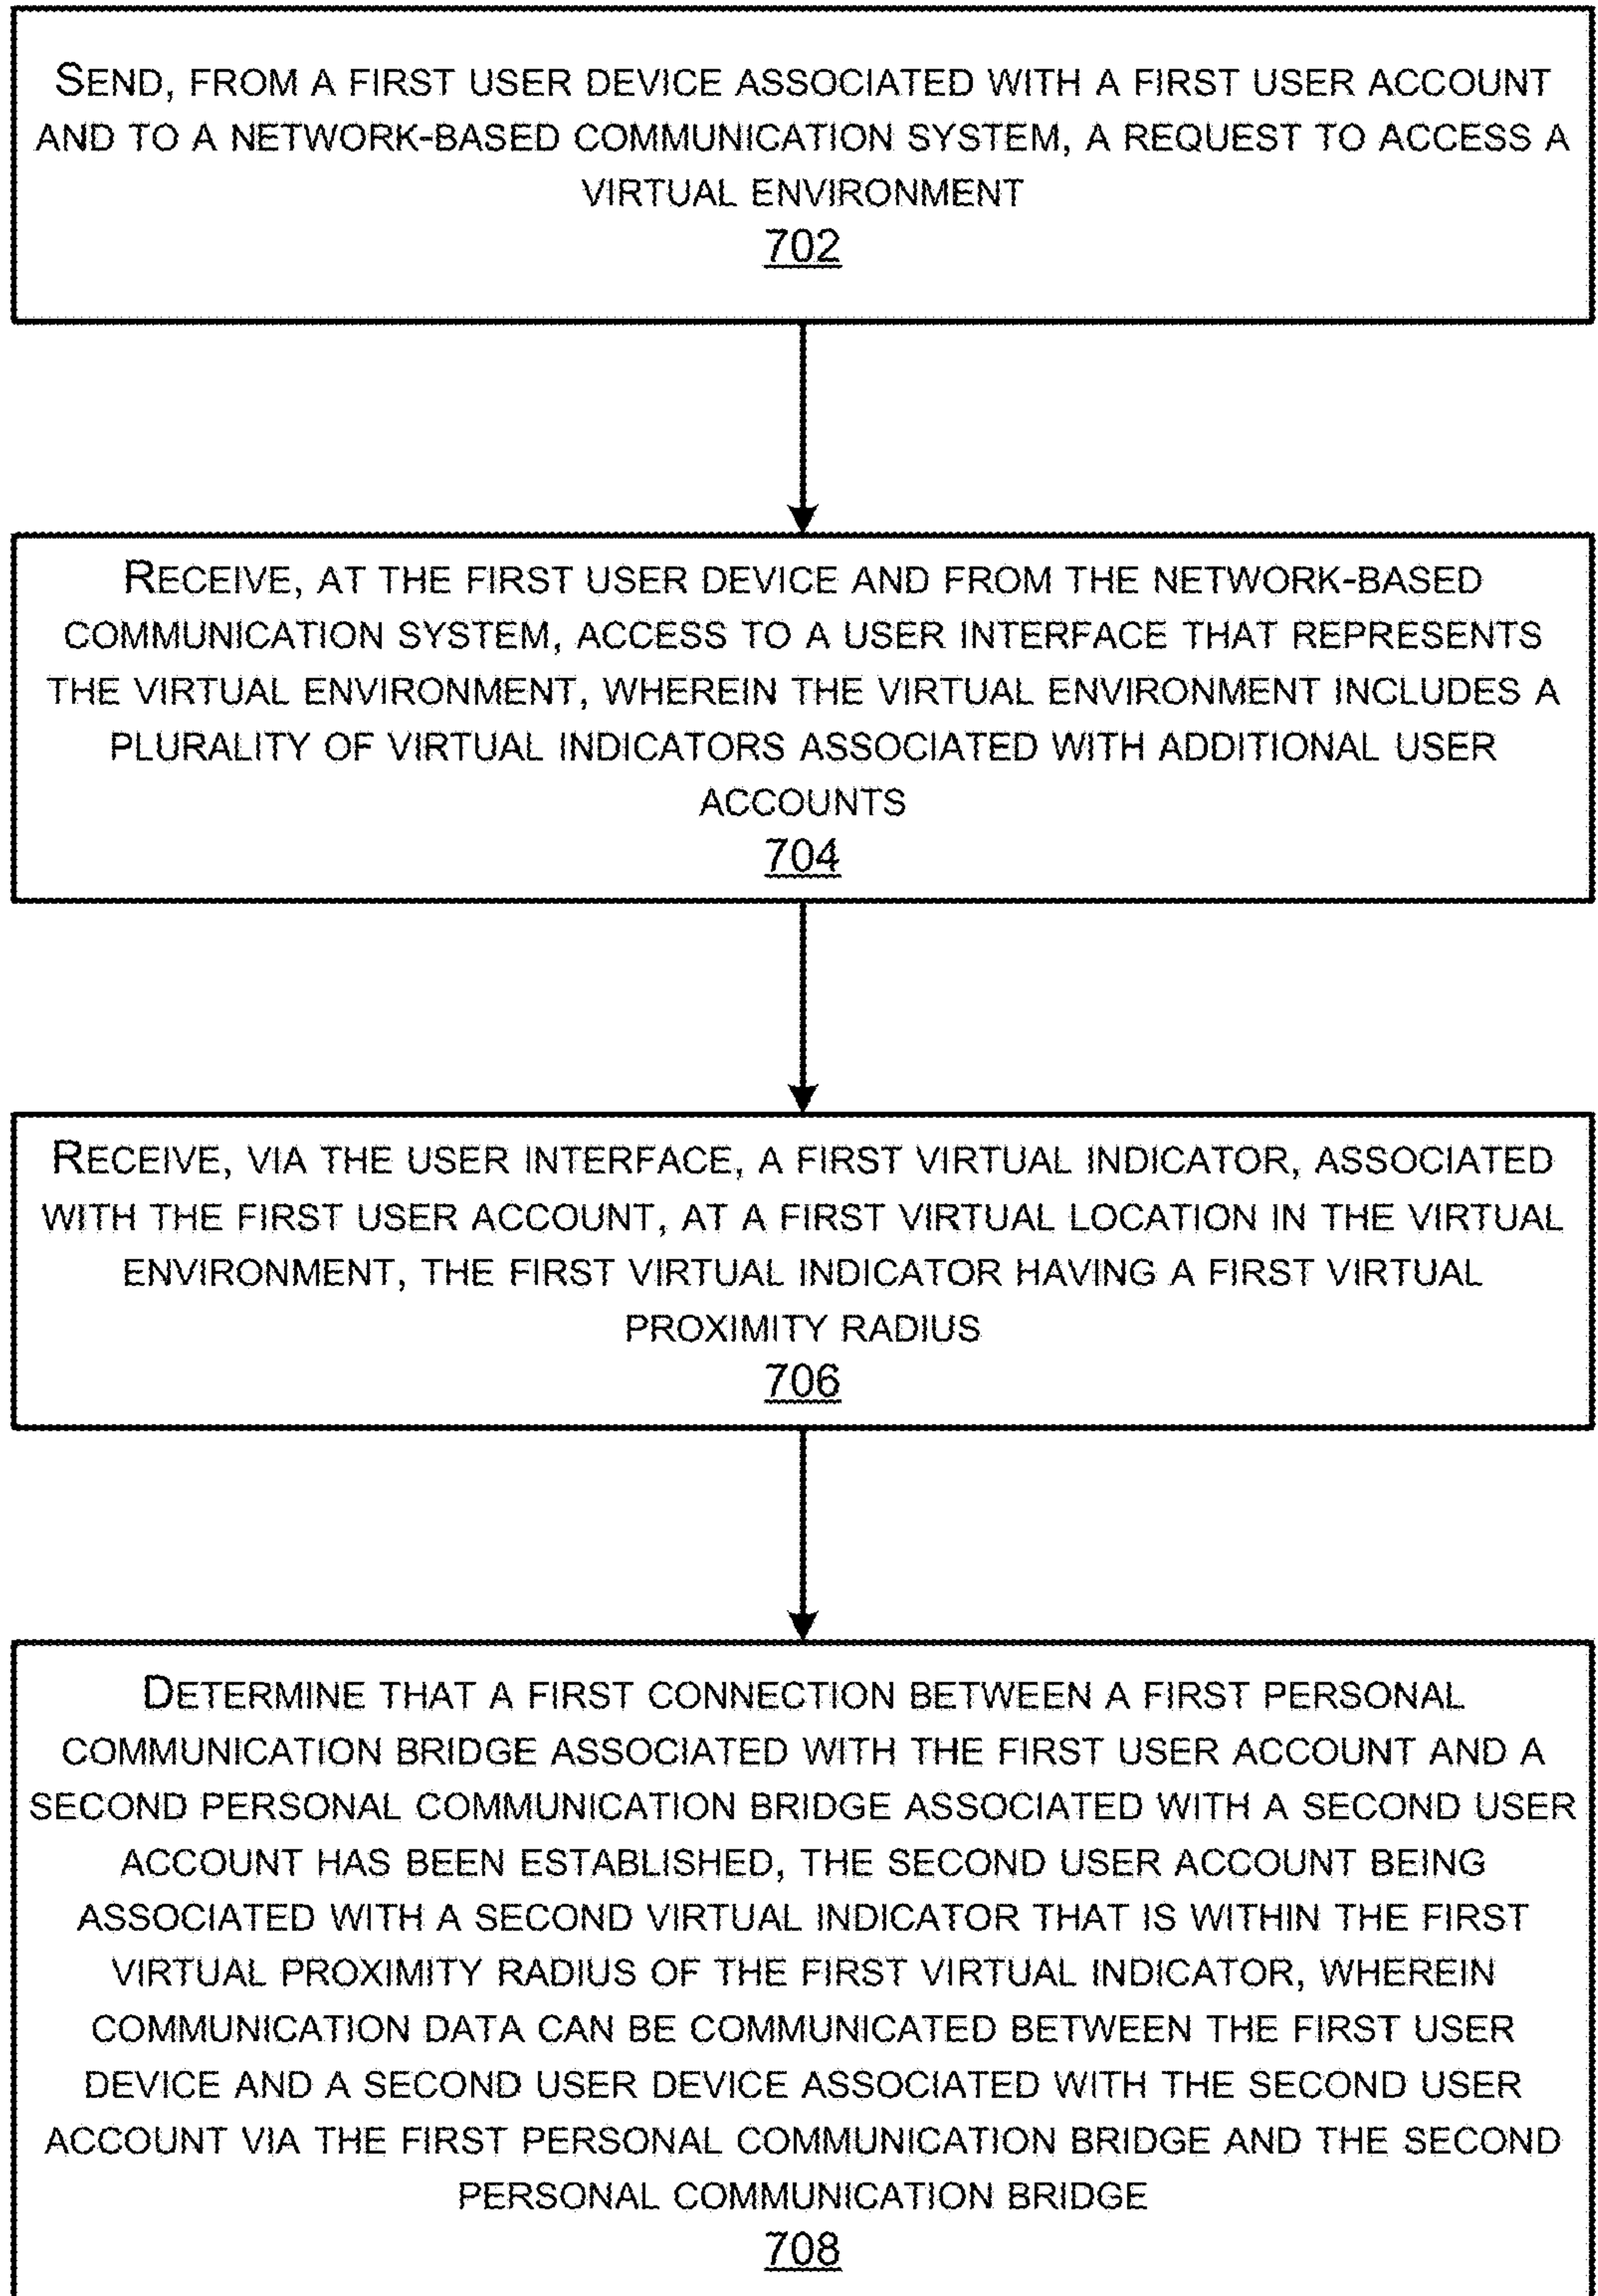 SEND, FROM A FIRST USER DEVICE ASSOCIATED WITH A FIRST USER ACCOUNT
AND TO A NETWORK-BASED COMMUNICATION SYSTEM, A REQUEST TO ACCESS A
VIRTUAL ENVIRONMENT
702
RECEIVE, AT THE FIRST USER DEVICE AND FROM THE NETWORK-BASED
COMMUNICATION SYSTEM, ACCESS TO A USER INTERFACE THAT REPRESENTS
THE VIRTUAL ENVIRONMENT, WHEREIN THE VIRTUAL ENVIRONMENT INCLUDES A
PLURALITY OF VIRTUAL INDICATORS ASSOCIATED WITH ADDITIONAL USER
ACCOUNTS
704
RECEIVE, VIA THE USER INTERFACE, A FIRST VIRTUAL INDICATOR, ASSOCIATED
WITH THE FIRST USER ACCOUNT, AT A FIRST VIRTUAL LOCATION IN THE VIRTUAL
ENVIRONMENT, THE FIRST VIRTUAL INDICATOR HAVING A FIRST VIRTUAL
PROXIMITY RADIUS
706
DETERMINE THAT A FIRST CONNECTION BETWEEN A FIRST PERSONAL
COMMUNICATION BRIDGE ASSOCIATED WITH THE FIRST USER ACCOUNT AND A
SECOND PERSONAL COMMUNICATION BRIDGE ASSOCIATED WITH A SECOND USER
ACCOUNT HAS BEEN ESTABLISHED, THE SECOND USER ACCOUNT BEING
ASSOCIATED WITH A SECOND VIRTUAL INDICATOR THAT IS WITHIN THE FIRST
VIRTUAL PROXIMITY RADIUS OF THE FIRST VIRTUAL INDICATOR, WHEREIN
COMMUNICATION DATA CAN BE COMMUNICATED BETWEEN THE FIRST USER
DEVICE AND A SECOND USER DEVICE ASSOCIATED WITH THE SECOND USER
ACCOUNT VIA THE FIRST PERSONAL COMMUNICATION BRIDGE AND THE SECOND
PERSONAL COMMUNICATION BRIDGE
708